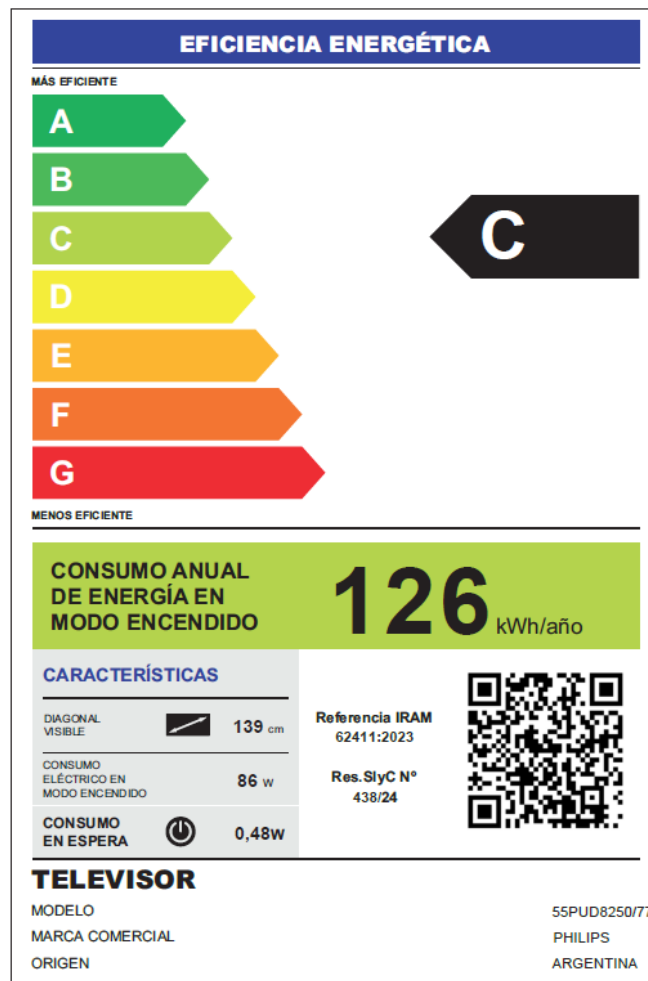 EFICIENCIA ENERGÉTICA
MÁS EFICIENTE
A
B
C
C
D
E
F
G
MENOS EFICIENTE
CONSUMO ANUAL
DE ENERGÍA EN
MODO ENCENDIDO
126 kWh/año
CARACTERÍSTICAS
DIAGONAL
VISIBLE
139 cm
CONSUMO
ELÉCTRICO EN
MODO ENCENDIDO
86 w
CONSUMO
EN ESPERA
0,48w
Referencia IRAM
62411:2023
Res.SIyC Nº
438/24
TELEVISOR
MODELO 55PUD8250/77
MARCA COMERCIAL PHILIPS
ORIGEN ARGENTINA